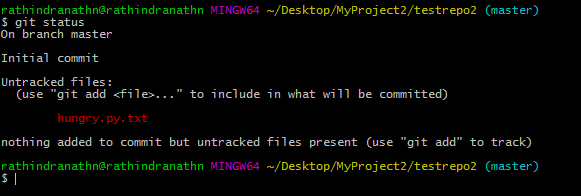 rathindranathn@rathindranathn MINGW64 ~/Desktop/MyProject2/testrepo2 (master)
$ git status
On branch master
Initial commit
Untracked files:
(use "git add <file>..." to include in what will be committed)
hungry.py.txt
nothing added to commit but untracked files present (use "git add" to track)
rathindranathn@rathindranathn MINGW64 ~/Desktop/MyProject2/testrepo2 (master)
$